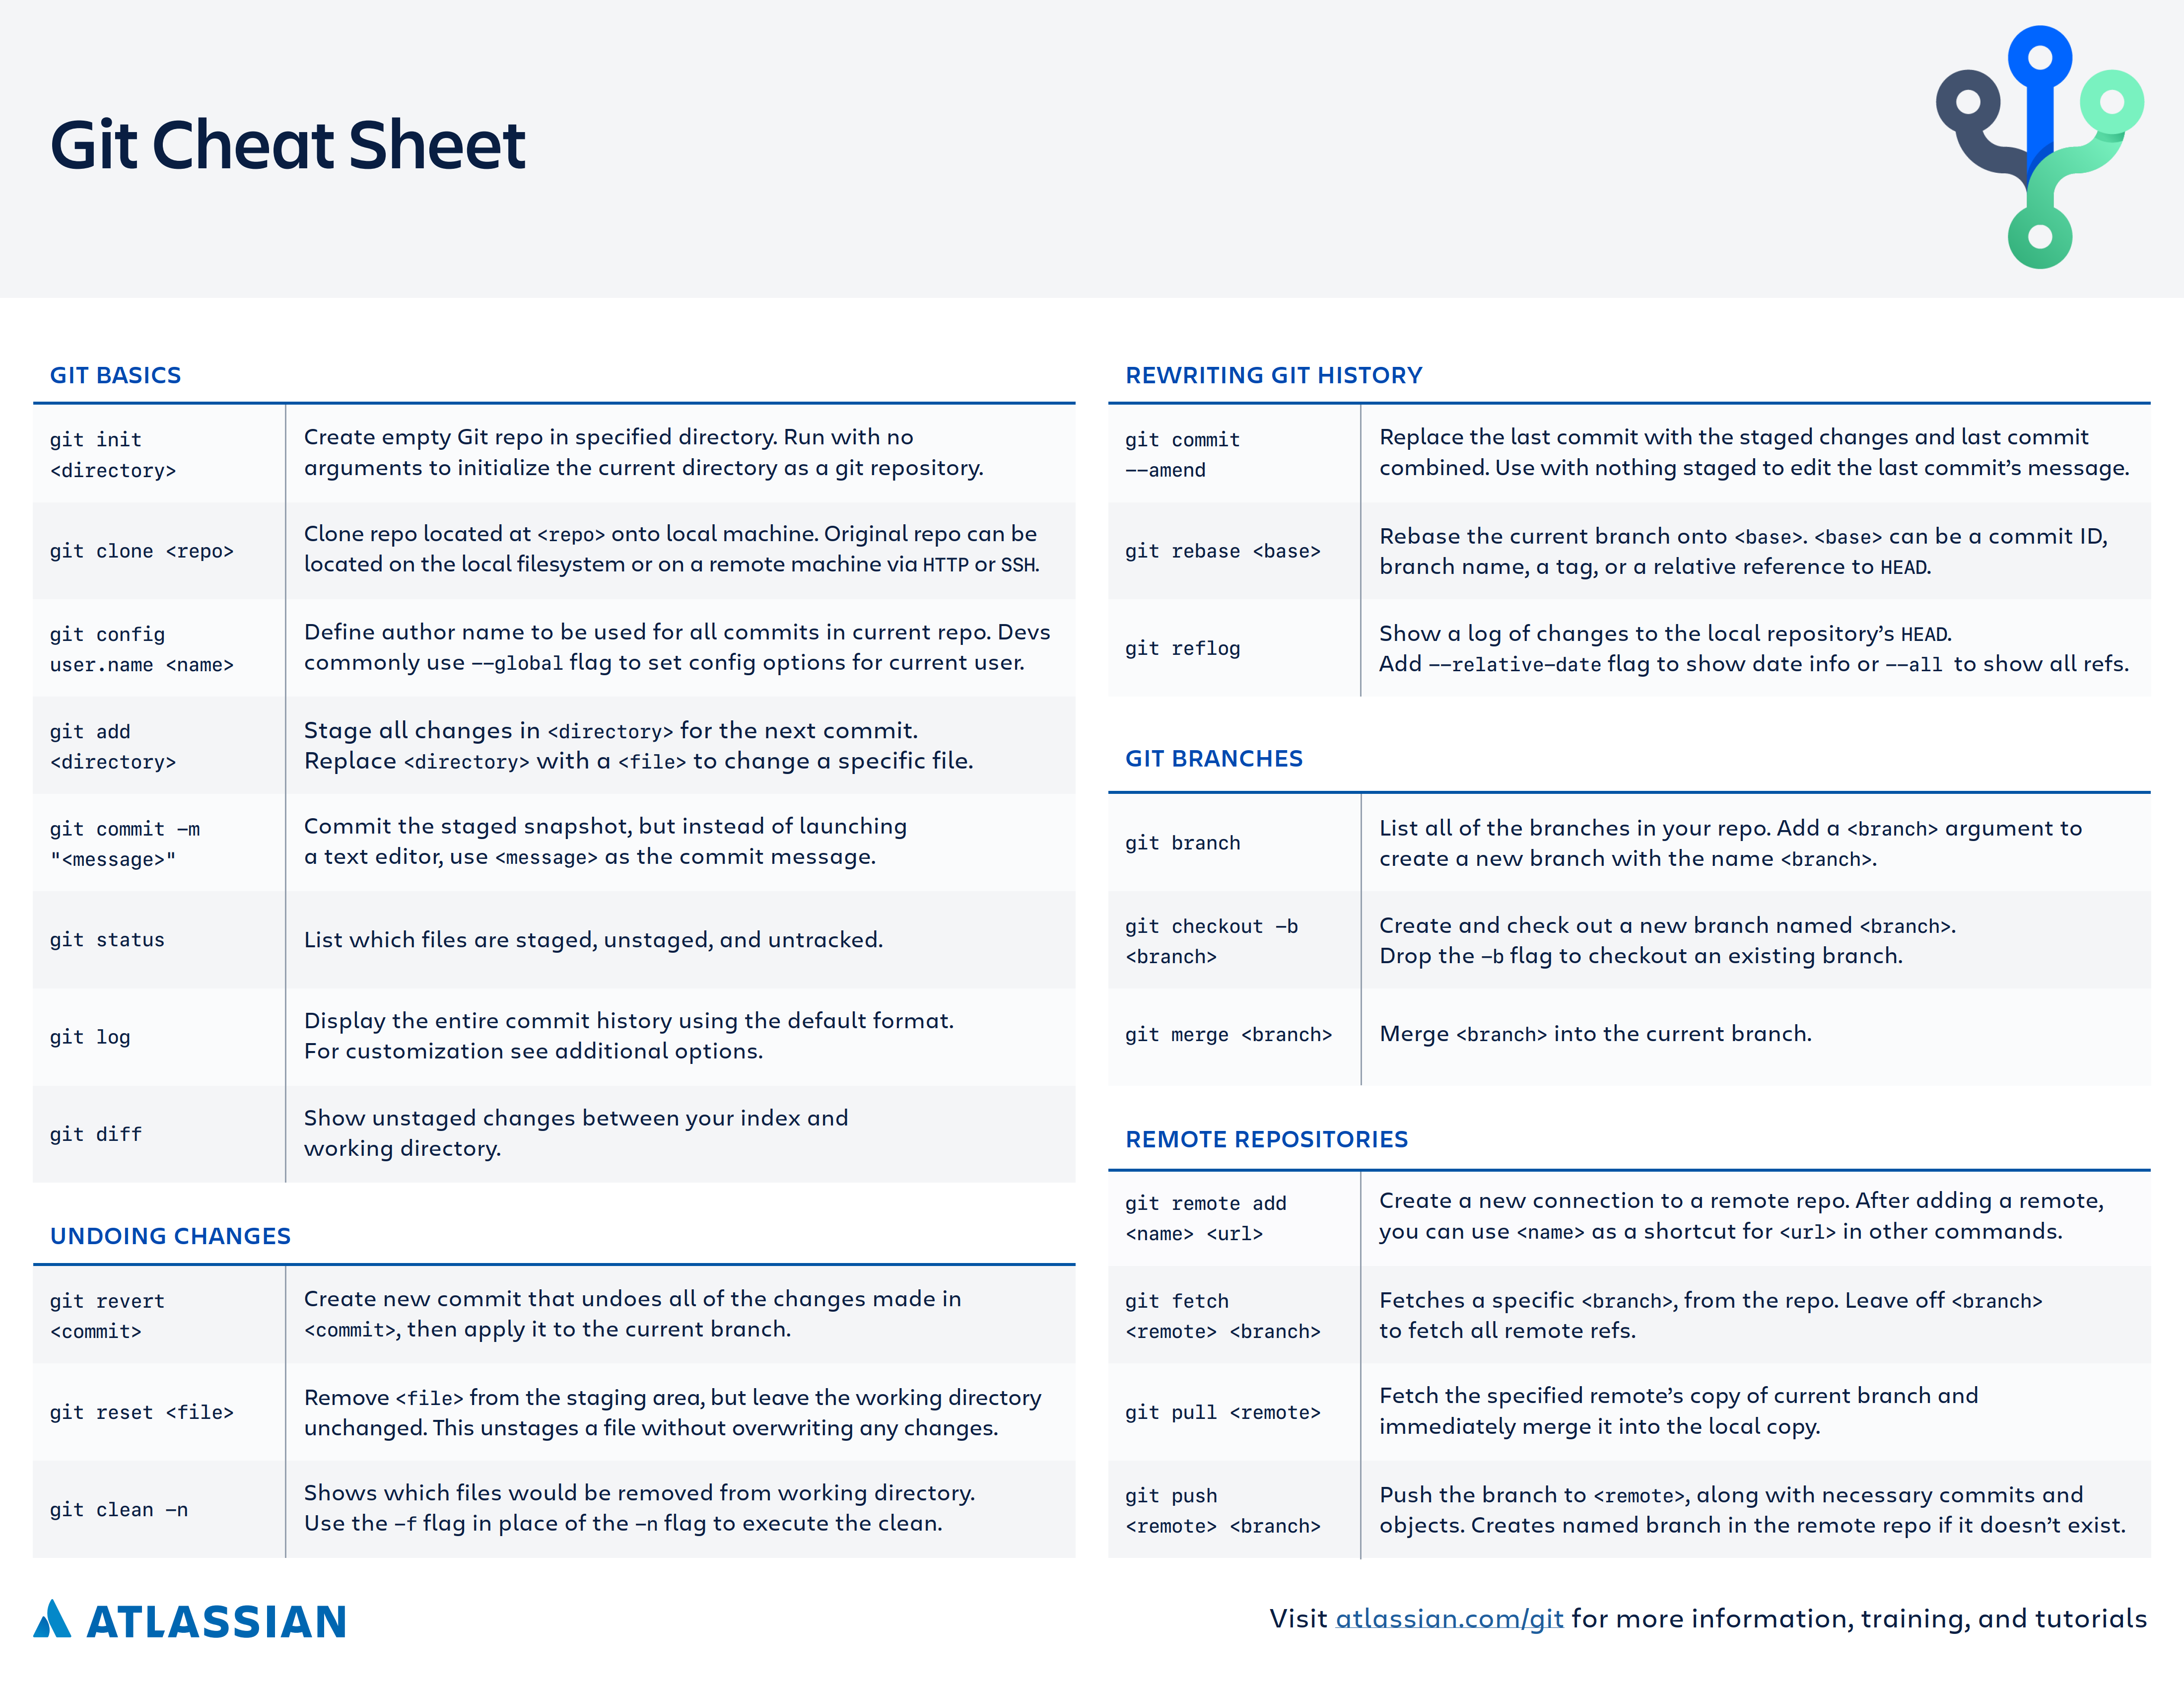 Git Cheat Sheet
GIT BASICS
git init
<directory>
Create empty Git repo in specified directory. Run with no
arguments to initialize the current directory as a git repository.
git clone <repo>
Clone repo located at <repo> onto local machine. Original repo can be
located on the local filesystem or on a remote machine via HTTP or SSH.
git config
user.name <name>
Define author name to be used for all commits in current repo. Devs
commonly use --global flag to set config options for current user.
git add
<directory>
Stage all changes in <directory> for the next commit.
Replace <directory> with a <file> to change a specific file.
git commit -m
"<message>"
Commit the staged snapshot, but instead of launching
a text editor, use <message> as the commit message.
git status
List which files are staged, unstaged, and untracked.
git log
Display the entire commit history using the default format.
For customization see additional options.
git diff
Show unstaged changes between your index and
working directory.
UNDOING CHANGES
git revert
<commit>
Create new commit that undoes all of the changes made in
<commit>, then apply it to the current branch.
git reset <file>
Remove <file> from the staging area, but leave the working directory
unchanged. This unstages a file without overwriting any changes.
git clean -n
Shows which files would be removed from working directory.
Use the -f flag in place of the -n flag to execute the clean.
REWRITING GIT HISTORY
git commit
--amend
Replace the last commit with the staged changes and last commit
combined. Use with nothing staged to edit the last commit’s message.
git rebase <base>
Rebase the current branch onto <base>. <base> can be a commit ID,
branch name, a tag, or a relative reference to HEAD.
git reflog
Show a log of changes to the local repository’s HEAD.
Add --relative-date flag to show date info or --all to show all refs.
GIT BRANCHES
git branch
List all of the branches in your repo. Add a <branch> argument to
create a new branch with the name <branch>.
git checkout -b
<branch>
Create and check out a new branch named <branch>.
Drop the -b flag to checkout an existing branch.
git merge <branch>
Merge <branch> into the current branch.
REMOTE REPOSITORIES
git remote add
<name> <url>
Create a new connection to a remote repo. After adding a remote,
you can use <name> as a shortcut for <url> in other commands.
git fetch
<remote> <branch>
Fetches a specific <branch>, from the repo. Leave off <branch>
to fetch all remote refs.
git pull <remote>
Fetch the specified remote’s copy of current branch and
immediately merge it into the local copy.
git push
<remote> <branch>
Push the branch to <remote>, along with necessary commits and
objects. Creates named branch in the remote repo if it doesn’t exist.
ATLASSIAN
Visit atlassian.com/git for more information, training, and tutorials